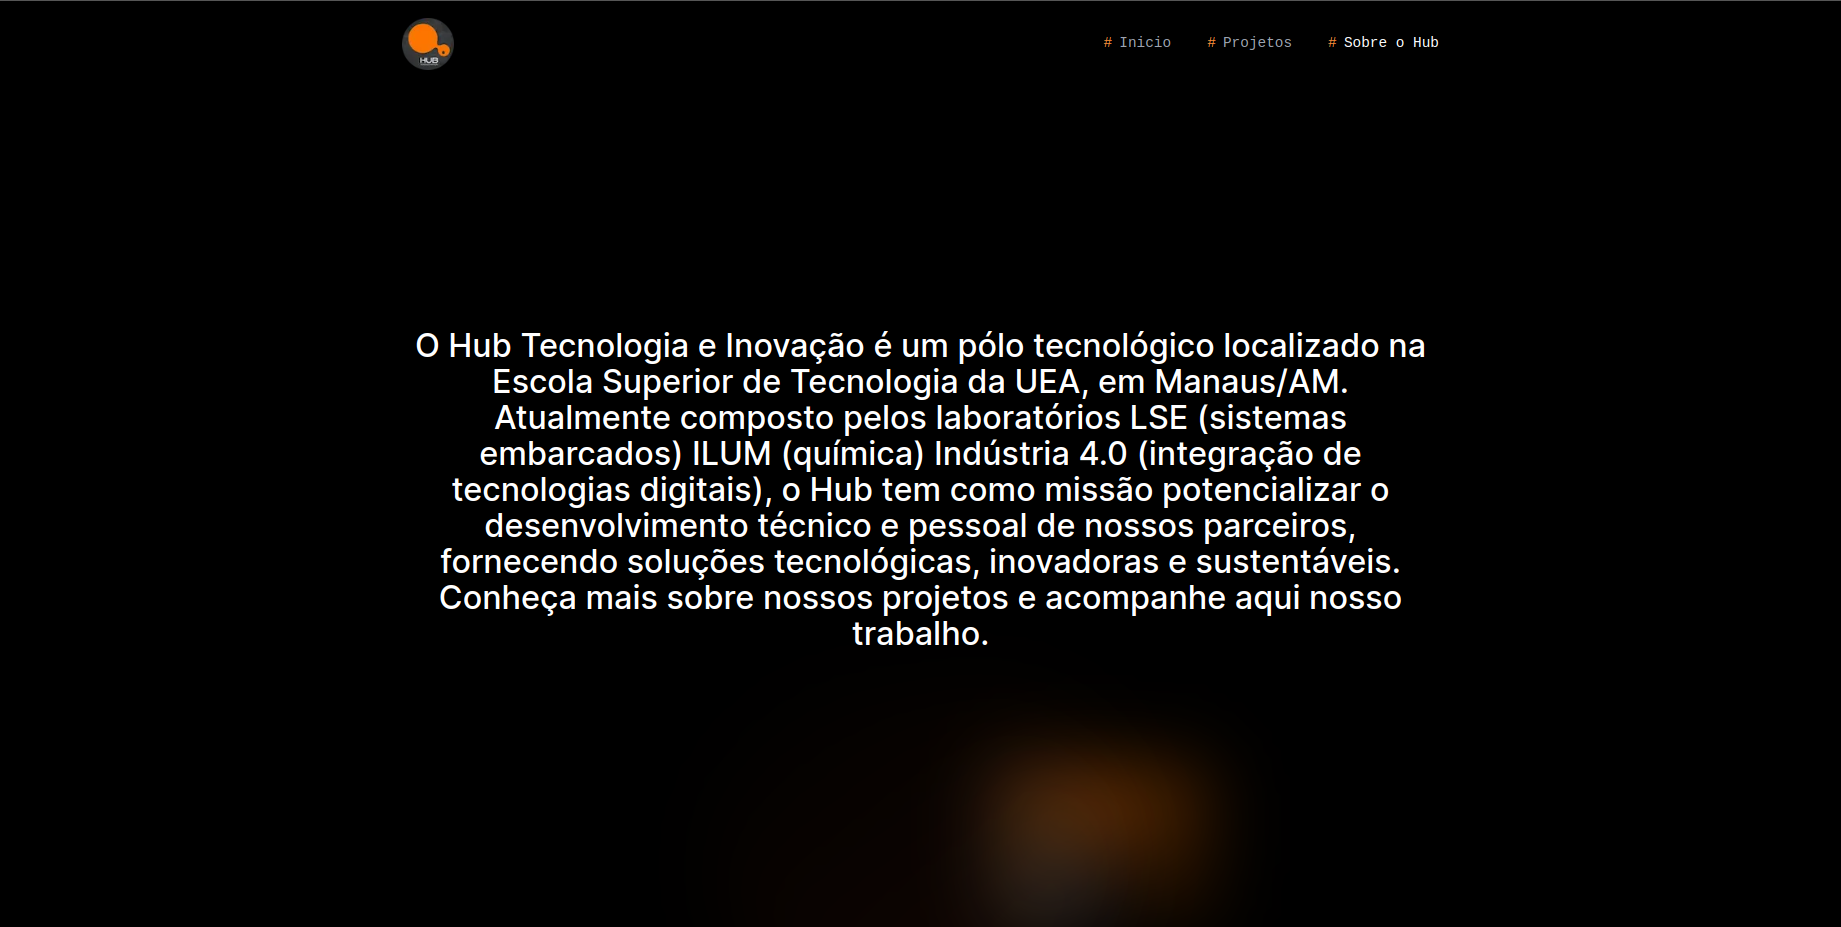 HUB
# Inicio # Projetos # Sobre o Hub
O Hub Tecnologia e Inovação é um pólo tecnológico localizado na
Escola Superior de Tecnologia da UEA, em Manaus/AM.
Atualmente composto pelos laboratórios LSE (sistemas
embarcados) ILUM (química) Indústria 4.0 (integração de
tecnologias digitais), o Hub tem como missão potencializar o
desenvolvimento técnico e pessoal de nossos parceiros,
fornecendo soluções tecnológicas, inovadoras e sustentáveis.
Conheça mais sobre nossos projetos e acompanhe aqui nosso
trabalho.